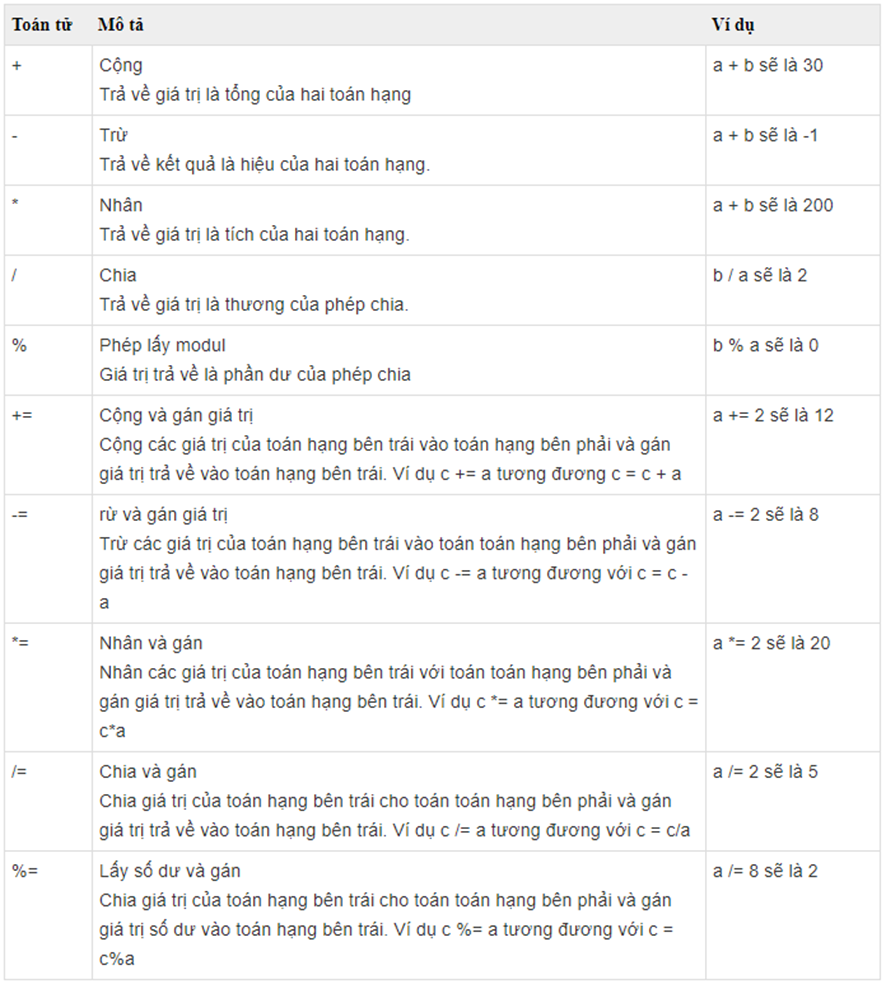 Toán tử Mô tả Ví dụ
+ Cộng a + b sẽ là 30
Trả về giá trị là tổng của hai toán hạng
- Trừ a + b sẽ là -1
Trả về kết quả là hiệu của hai toán hạng.
* Nhân a + b sẽ là 200
Trả về giá trị là tích của hai toán hạng.
/ Chia b / a sẽ là 2
Trả về giá trị là thương của phép chia.
% Phép lấy modul b % a sẽ là 0
Giá trị trả về là phần dư của phép chia
+= Cộng và gán giá trị a += 2 sẽ là 12
Cộng các giá trị của toán hạng bên trái vào toán hạng bên phải và gán
giá trị trả về vào toán hạng bên trái. Ví dụ c += a tương đương c = c + a
-= rừ và gán giá trị a -= 2 sẽ là 8
Trừ các giá trị của toán hạng bên trái vào toán toán hạng bên phải và gán
giá trị trả về vào toán hạng bên trái. Ví dụ c -= a tương đương với c = c -
a
*= Nhân và gán a *= 2 sẽ là 20
Nhân các giá trị của toán hạng bên trái với toán toán hạng bên phải và
gán giá trị trả về vào toán hạng bên trái. Ví dụ c *= a tương đương với c =
c*a
/= Chia và gán a /= 2 sẽ là 5
Chia giá trị của toán hạng bên trái cho toán toán hạng bên phải và gán
giá trị trả về vào toán hạng bên trái. Ví dụ c /= a tương đương với c = c/a
%= Lấy số dư và gán a /= 8 sẽ là 2
Chia giá trị của toán hạng bên trái cho toán toán hạng bên phải và gán
giá trị số dư vào toán hạng bên trái. Ví dụ c %= a tương đương với c =
c%a